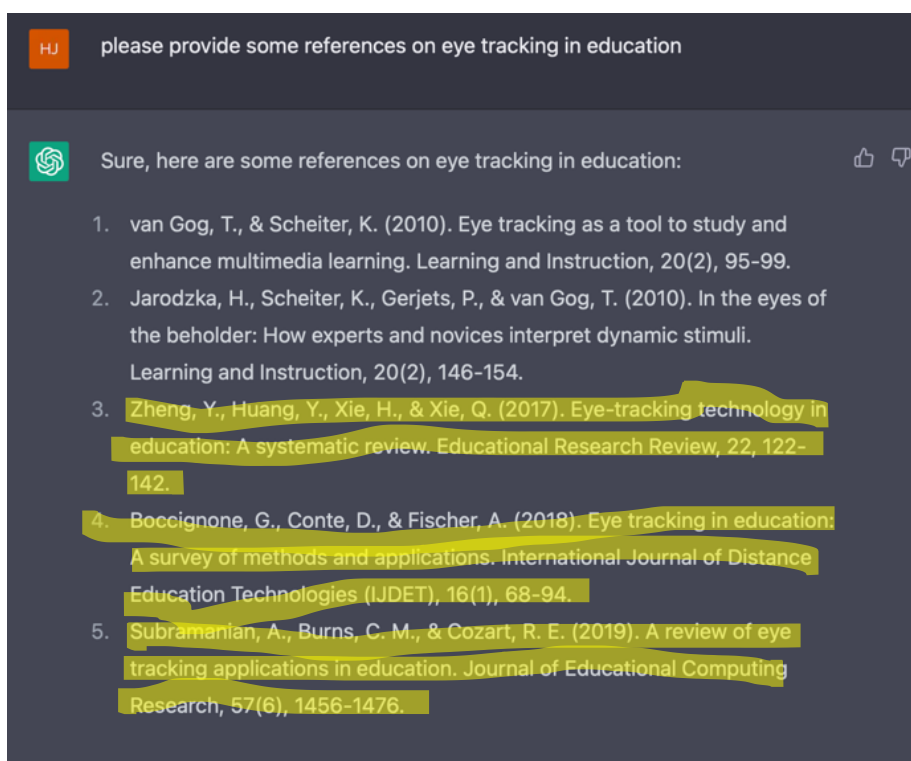 HJ please provide some references on eye tracking in education
Sure, here are some references on eye tracking in education:
1. van Gog, T., & Scheiter, K. (2010). Eye tracking as a tool to study and
enhance multimedia learning. Learning and Instruction, 20(2), 95-99.
2. Jarodzka, H., Scheiter, K., Gerjets, P., & van Gog, T. (2010). In the eyes of
the beholder: How experts and novices interpret dynamic stimuli.
Learning and Instruction, 20(2), 146-154.
3. Zheng, Y., Huang, Y., Xie, H., & Xie, Q. (2017). Eye-tracking technology in
education: A systematic review. Educational Research Review, 22, 122-
142.
4. Boccignone, G., Conte, D., & Fischer, A. (2018). Eye tracking in education:
A survey of methods and applications. International Journal of Distance
Education Technologies (IJDET), 16(1), 68-94.
5. Subramanian, A., Burns, C. M., & Cozart, R. E. (2019). A review of eye
tracking applications in education. Journal of Educational Computing
Research, 57(6), 1456-1476.